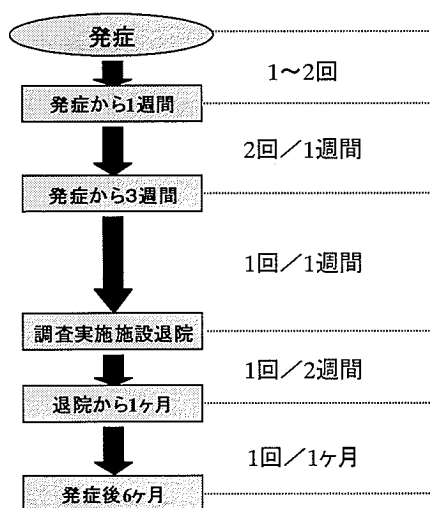 発症
1～2回
発症から1週間
2回／1週間
発症から3週間
1回／1週間
調査実施施設退院
1回／2週間
退院から1ヶ月
1回／1ヶ月
発症後6ヶ月